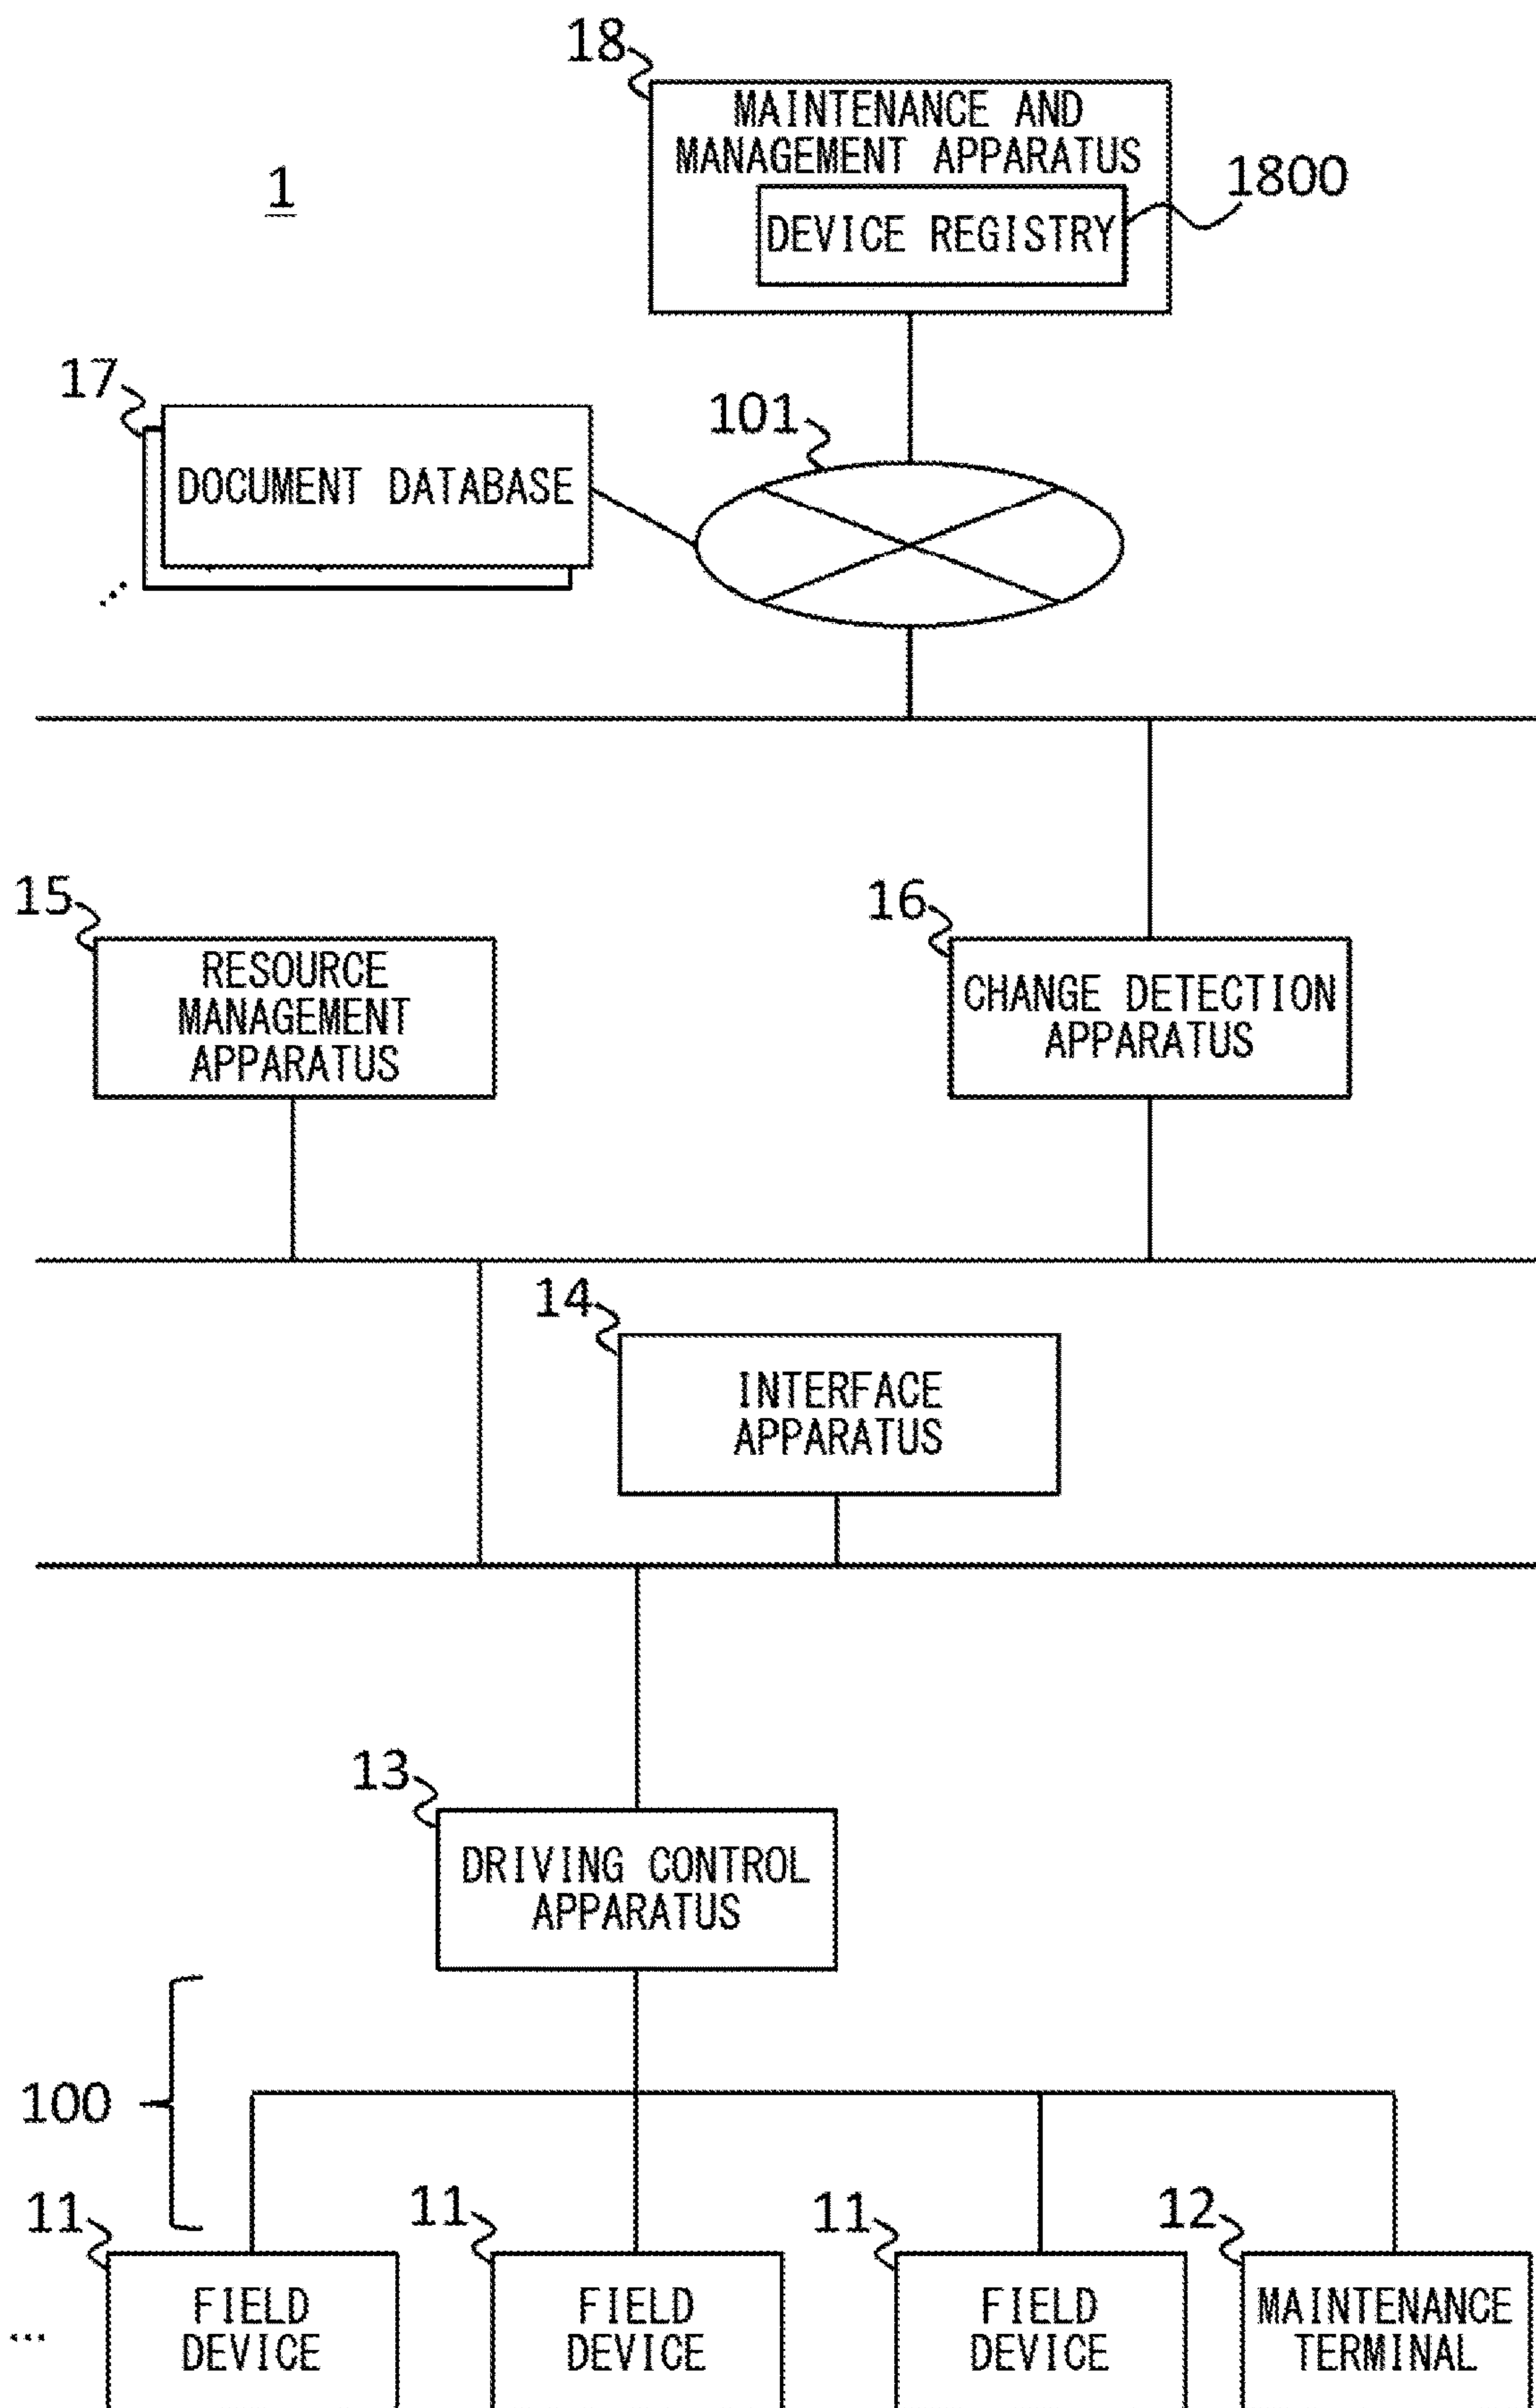 18
MAINTENANCE AND
MANAGEMENT APPARATUS
1
1800
DEVICE REGISTRY
17
101
DOCUMENT DATABASE
15
16
RESOURCE
MANAGEMENT
APPARATUS
CHANGE DETECTION
APPARATUS
14
INTERFACE
APPARATUS
13
DRIVING CONTROL
APPARATUS
100
11
11
11
12
FIELD
DEVICE
FIELD
DEVICE
FIELD
DEVICE
MAINTENANCE
TERMINAL